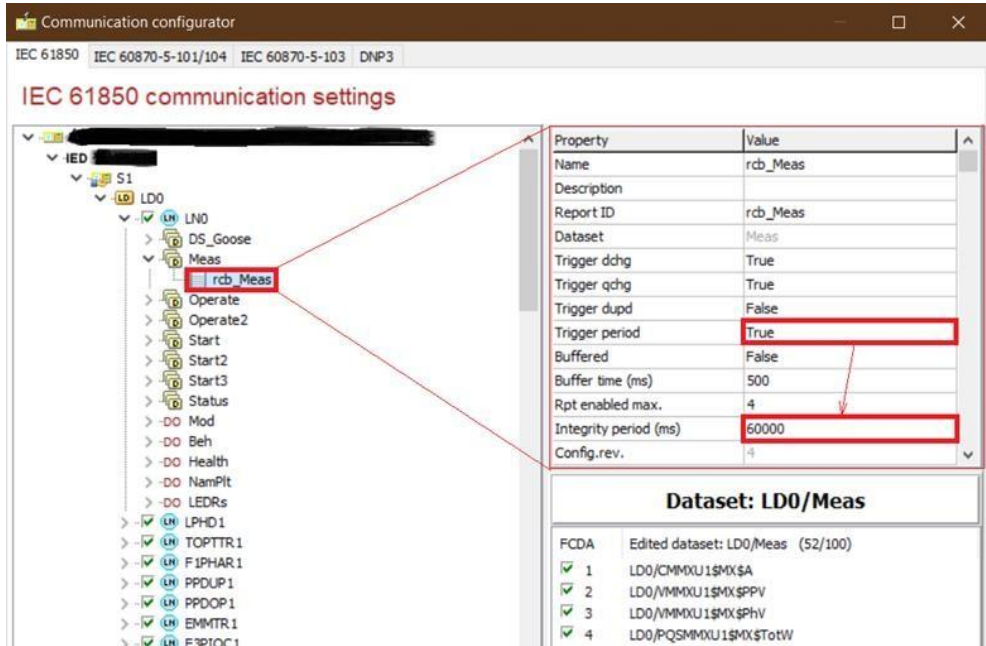 Communication configurator
IEC 61850 IEC 60870-5-101/104 IEC 60870-5-103 DNP3
IEC 61850 communication settings
IED
S1
LD LD0
LN LN0
D DS_Goose
D Meas
rcb_Meas
D Operate
D Operate2
D Start
D Start2
D Start3
D Status
DO Mod
DO Beh
DO Health
DO NamPlt
DO LEDRs
LN LPHD1
LN TOPTTR1
LN F1PHAR1
LN PPDUP1
LN PPDOP1
LN EMMTR1
LN E3PIOC1
Property Value
Name rcb_Meas
Description
Report ID rcb_Meas
Dataset Meas
Trigger dchg True
Trigger qchg True
Trigger dupd False
Trigger period True
Buffered False
Buffer time (ms) 500
Rpt enabled max. 4
Integrity period (ms) 60000
Config.rev. 4
Dataset: LD0/Meas
FCDA Edited dataset: LD0/Meas (52/100)
1 LD0/CMMXU1$MX$A
2 LD0/VMMXU1$MX$PPV
3 LD0/VMMXU1$MX$PhV
4 LD0/PQSMMXU1$MX$TotW